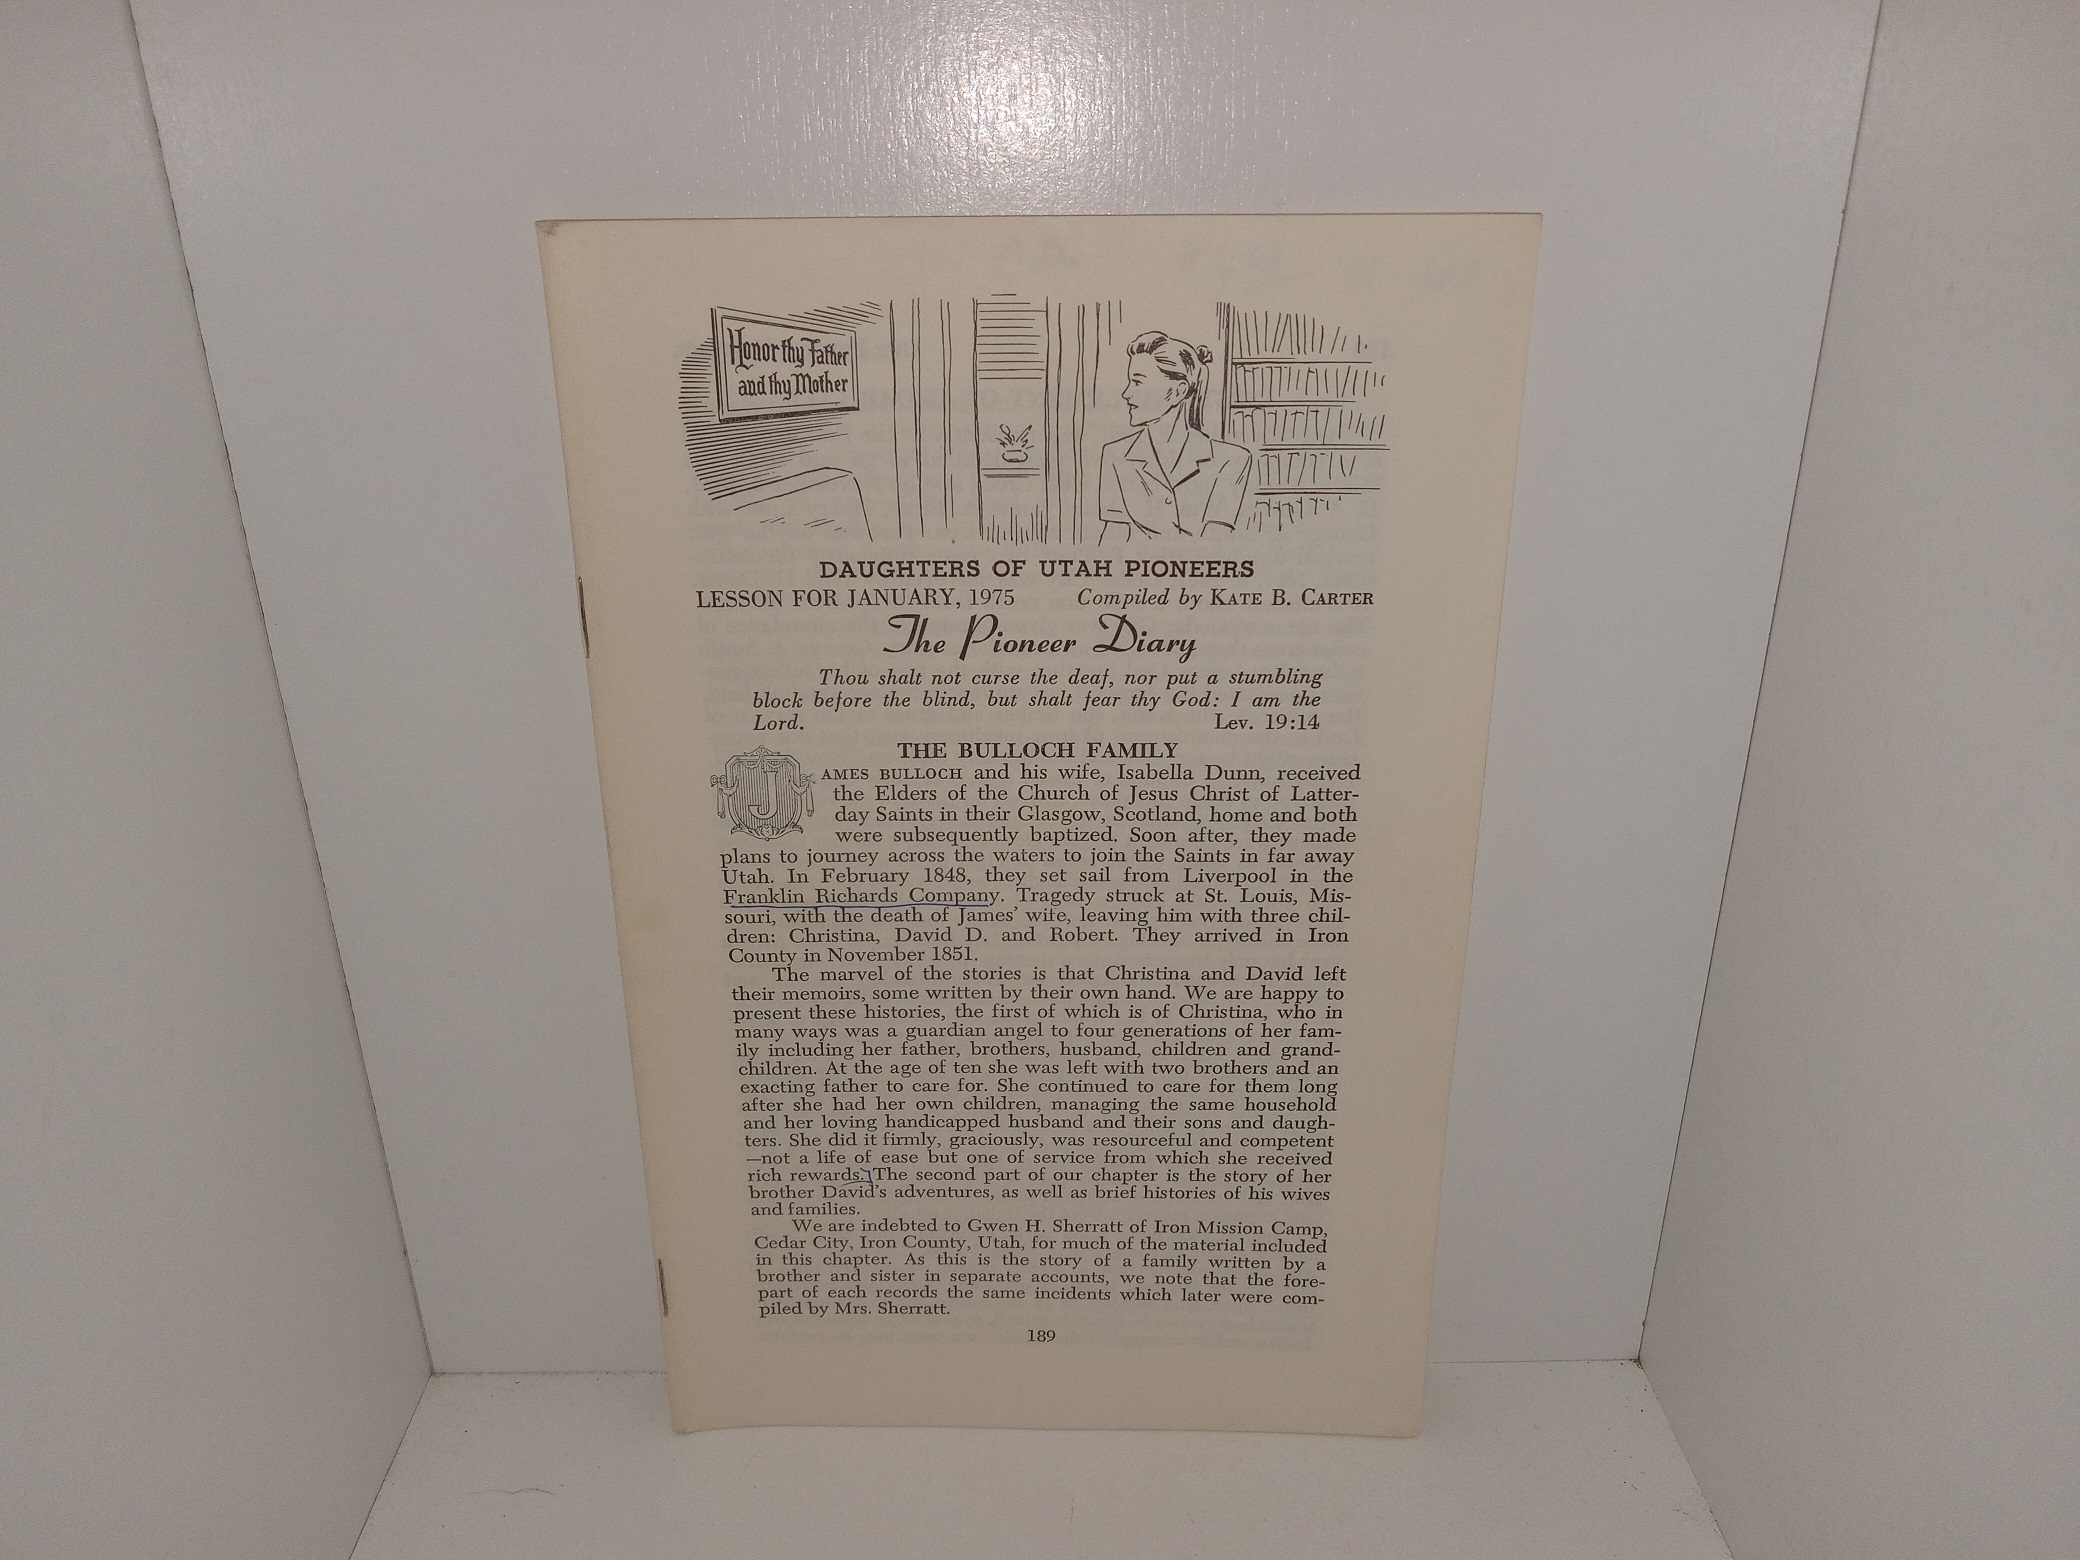 Honor thy Father
and thy Mother
DAUGHTERS OF UTAH PIONEERS
LESSON FOR JANUARY, 1975 Compiled by KATE B. CARTER
The Pioneer Diary
Thou shalt not curse the deaf, nor put a stumbling
block before the blind, but shalt fear thy God: I am the
Lord. Lev. 19:14
THE BULLOCH FAMILY
JAMES BULLOCH and his wife, Isabella Dunn, received
the Elders of the Church of Jesus Christ of Latter-
day Saints in their Glasgow, Scotland, home and both
were subsequently baptized. Soon after, they made
plans to journey across the waters to join the Saints in far away
Utah. In February 1848, they set sail from Liverpool in the
Franklin Richards Company. Tragedy struck at St. Louis, Mis-
souri, with the death of James' wife, leaving him with three chil-
dren: Christina, David D. and Robert. They arrived in Iron
County in November 1851.
The marvel of the stories is that Christina and David left
their memoirs, some written by their own hand. We are happy to
present these histories, the first of which is of Christina, who in
many ways was a guardian angel to four generations of her fam-
ily including her father, brothers, husband, children and grand-
children. At the age of ten she was left with two brothers and an
exacting father to care for. She continued to care for them long
after she had her own children, managing the same household
and her loving handicapped husband and their sons and daugh-
ters. She did it firmly, graciously, was resourceful and competent
—not a life of ease but one of service from which she received
rich rewards. The second part of our chapter is the story of her
brother David's adventures, as well as brief histories of his wives
and families.
We are indebted to Gwen H. Sherratt of Iron Mission Camp,
Cedar City, Iron County, Utah, for much of the material included
in this chapter. As this is the story of a family written by a
brother and sister in separate accounts, we note that the fore-
part of each records the same incidents which later were com-
piled by Mrs. Sherratt.
189